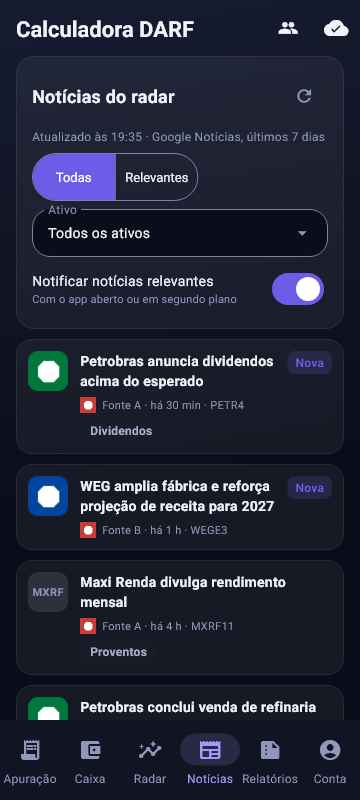 Calculadora DARF
Notícias do radar
Atualizado às 19:35 · Google Notícias, últimos 7 dias
Todas
Relevantes
Ativo
Todos os ativos
Notificar notícias relevantes
Com o app aberto ou em segundo plano
Petrobras anuncia dividendos
acima do esperado
Nova
Fonte A · há 30 min · PETR4
Dividendos
WEG amplia fábrica e reforça
projeção de receita para 2027
Nova
Fonte B · há 1 h · WEGE3
MXRF
Maxi Renda divulga rendimento
mensal
Fonte A · há 4 h · MXRF11
Proventos
Petrobras conclui venda de refinaria
Apuração
Caixa
Radar
Notícias
Relatórios
Conta